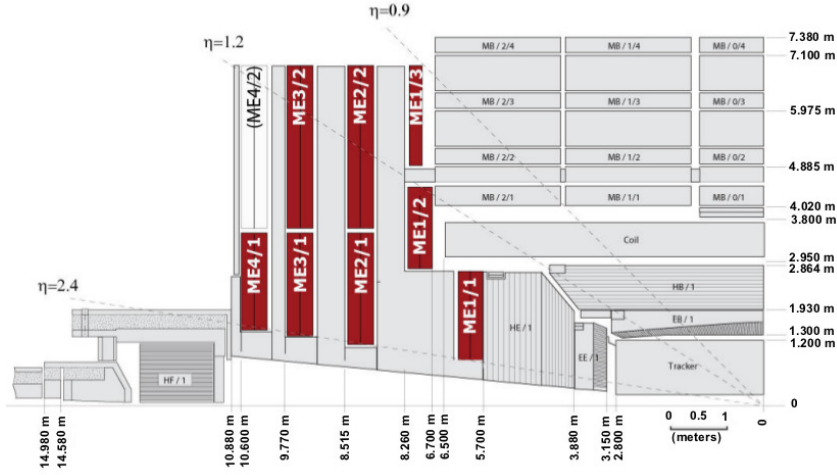 η=0.9
η=1.2
η=2.4
(ME4/2)
ME3/2
ME2/2
ME1/3
ME1/2
ME4/1
ME3/1
ME2/1
ME1/1
MB / 2/4
MB / 1/4
MB / 0/4
MB / 2/3
MB / 1/3
MB / 0/3
MB / 2/2
MB / 1/2
MB / 0/2
MB / 2/1
MB / 1/1
MB / 0/1
Coil
HB / 1
HE / 1
EB / 1
EE / 1
Tracker
HF / 1
7.380 m
7.100 m
5.975 m
4.885 m
4.020 m
3.800 m
2.950 m
2.864 m
1.930 m
1.300 m
1.200 m
0
0 0.5 1
(meters)
14.980 m
14.580 m
10.880 m
10.600 m
9.770 m
8.515 m
8.260 m
6.700 m
6.500 m
5.700 m
3.880 m
3.150 m
2.800 m
0